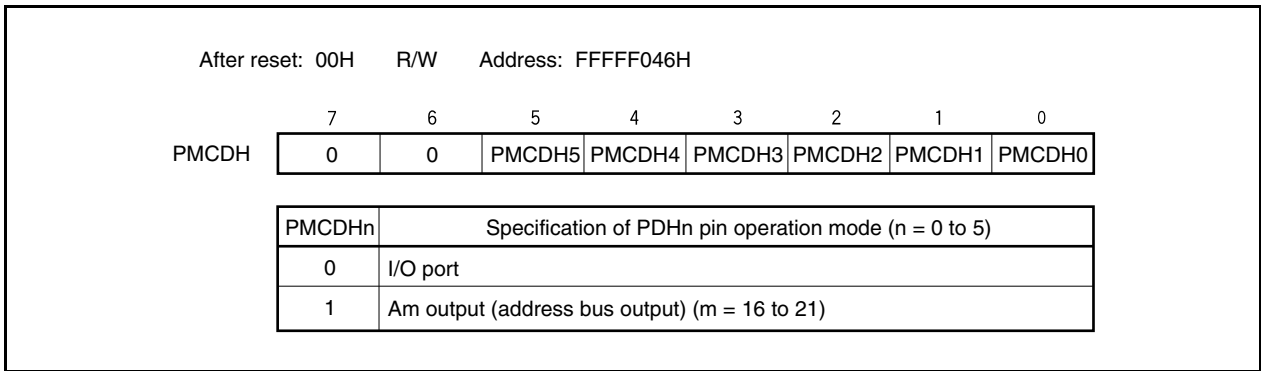 After reset: 00H R/W Address: FFFFF046H
7 6 5 4 3 2 1 0
PMCDH 0 0 PMCDH5 PMCDH4 PMCDH3 PMCDH2 PMCDH1 PMCDH0
PMCDHn Specification of PDHn pin operation mode (n = 0 to 5)
0 I/O port
1 Am output (address bus output) (m = 16 to 21)